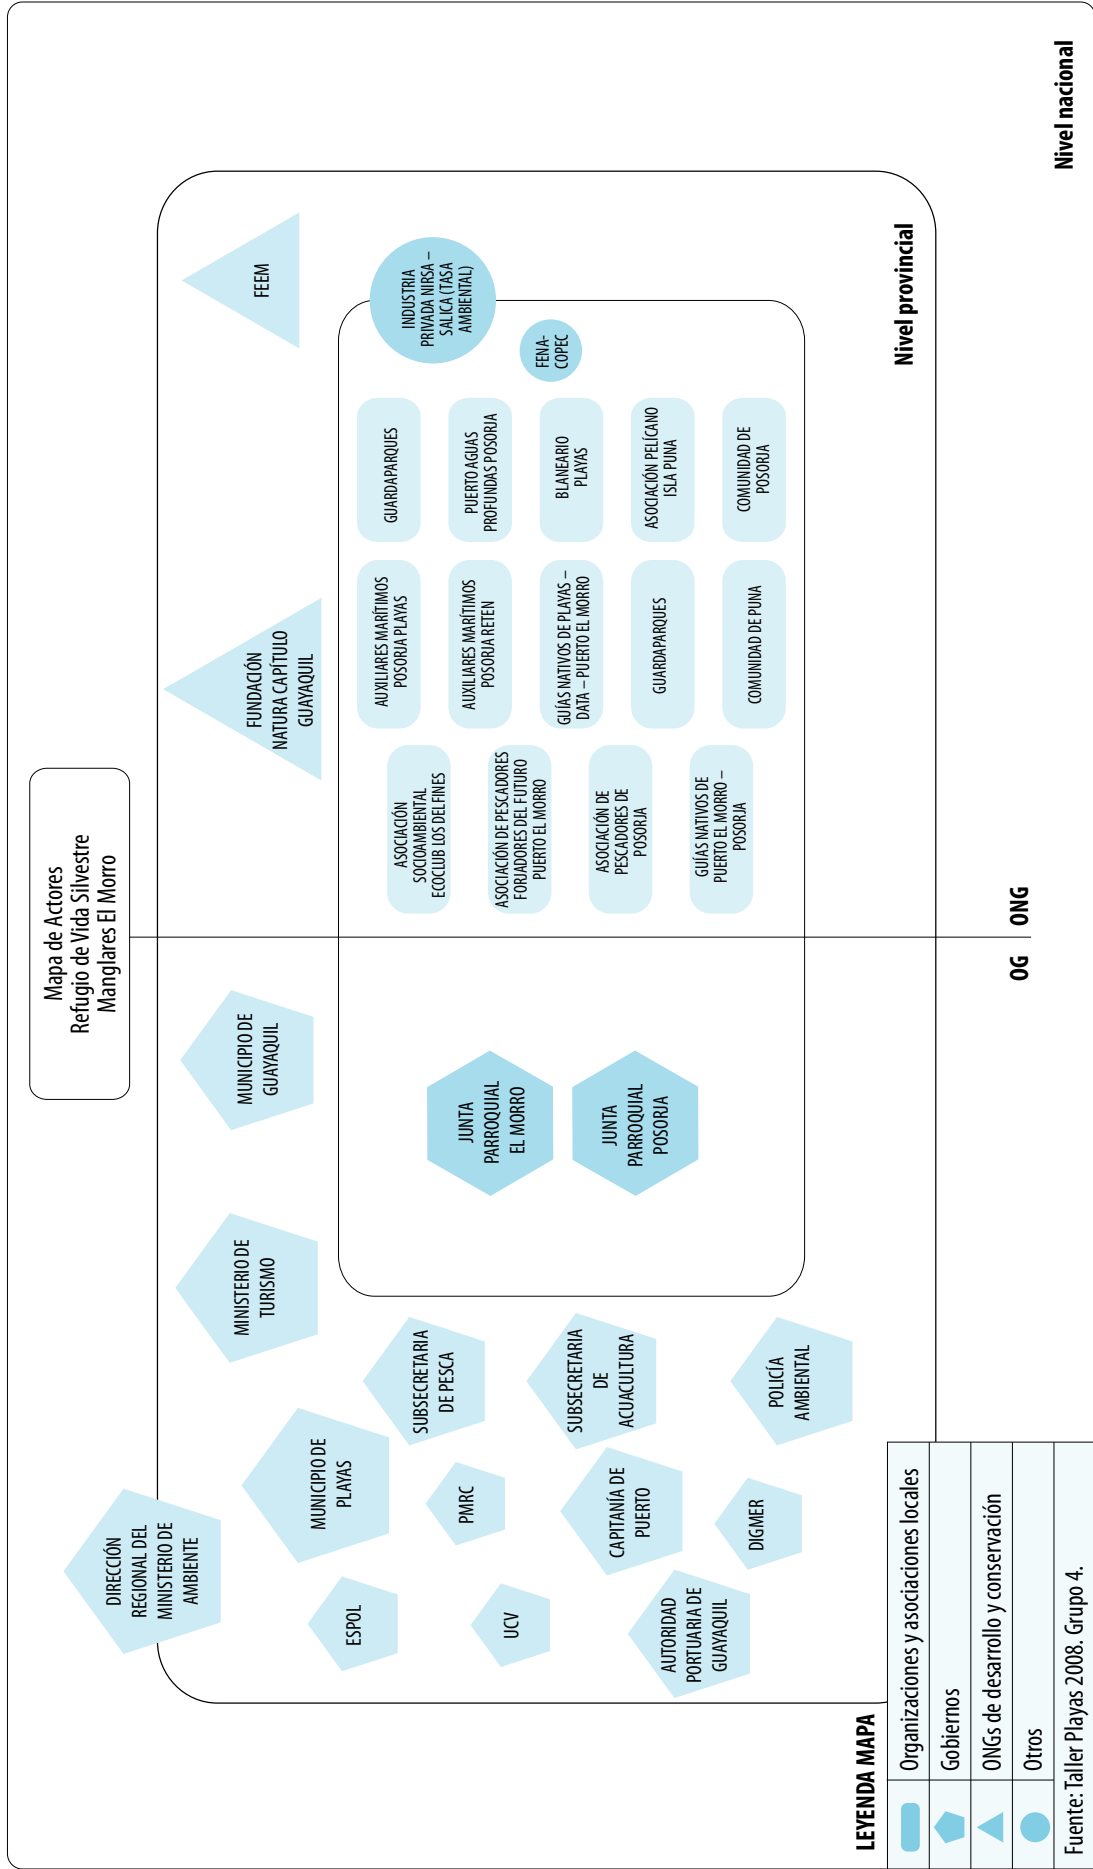 Mapa de Actores
Refugio de Vida Silvestre
Manglares El Morro
DIRECCIÓN
REGIONAL DEL
MINISTERIO DE
AMBIENTE
MINISTERIO DE
TURISMO
MUNICIPIO DE
GUAYAQUIL
MUNICIPIO DE
PLAYAS
ESPOL
PMRC
SUBSECRETARIA
DE PESCA
UCV
CAPITANÍA DE
PUERTO
SUBSECRETARIA
DE
ACUACULTURA
AUTORIDAD
PORTUARIA DE
GUAYAQUIL
DIGMER
POLICÍA
AMBIENTAL
JUNTA
PARROQUIAL
EL MORRO
JUNTA
PARROQUIAL
POSORJA
FUNDACIÓN
NATURA CAPÍTULO
GUAYAQUIL
FEEM
ASOCIACIÓN
SOCIOAMBIENTAL
ECOCLUB LOS DELFINES
ASOCIACIÓN DE PESCADORES
FORJADORES DEL FUTURO
PUERTO EL MORRO
ASOCIACIÓN DE
PESCADORES DE
POSORJA
GUÍAS NATIVOS DE
PUERTO EL MORRO –
POSORJA
AUXILIARES MARÍTIMOS
POSORJA PLAYAS
AUXILIARES MARÍTIMOS
POSORJA RETEN
GUÍAS NATIVOS DE PLAYAS –
DATA – PUERTO EL MORRO
GUARDAPARQUES
COMUNIDAD DE PUNA
GUARDAPARQUES
PUERTO AGUAS
PROFUNDAS POSORJA
BLANEARIO
PLAYAS
ASOCIACIÓN PELÍCANO
ISLA PUNA
COMUNIDAD DE
POSORJA
INDUSTRIA
PRIVADA NIRSA –
SALICA (TASA
AMBIENTAL)
FENA-
COPEC
Nivel provincial
OG
ONG
Nivel nacional
LEYENDA MAPA
Organizaciones y asociaciones locales
Gobiernos
ONGs de desarrollo y conservación
Otros
Fuente: Taller Playas 2008. Grupo 4.